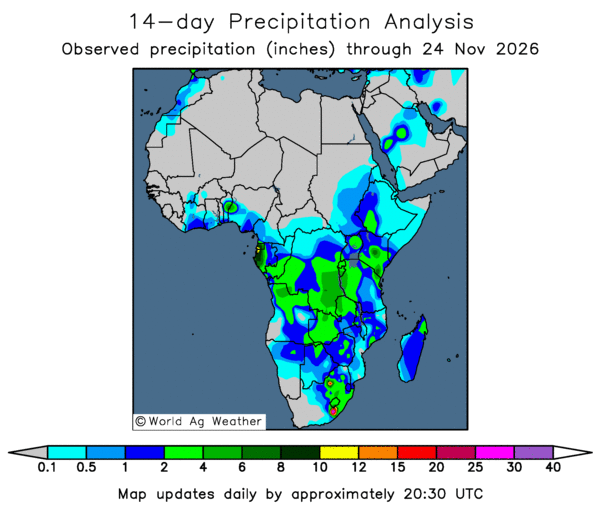 14-day Precipitation Analysis
Observed precipitation (inches) through 24 Nov 2026
© World Ag Weather
0.1 0.5 1 2 4 6 8 10 12 15 20 25 30 40
Map updates daily by approximately 20:30 UTC